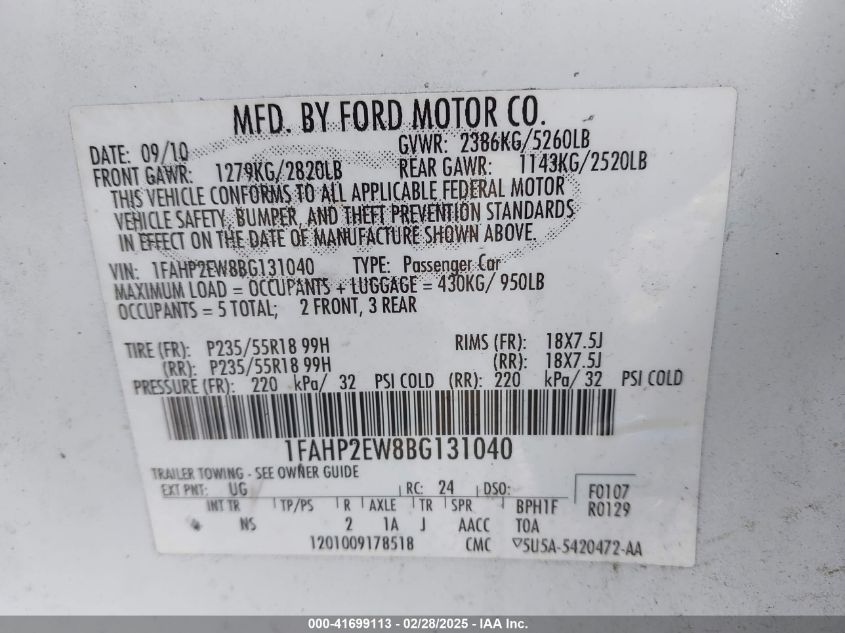 MFD. BY FORD MOTOR CO.
DATE: 09/10 GVWR: 2386KG/5260LB
FRONT GAWR: 1279KG/2820LB REAR GAWR: 1143KG/2520LB
THIS VEHICLE CONFORMS TO ALL APPLICABLE FEDERAL MOTOR
VEHICLE SAFETY, BUMPER, AND THEFT PREVENTION STANDARDS
IN EFFECT ON THE DATE OF MANUFACTURE SHOWN ABOVE.
VIN: 1FAHP2EW8BG131040 TYPE: Passenger Car
MAXIMUM LOAD = OCCUPANTS + LUGGAGE = 430KG/ 950LB
OCCUPANTS = 5 TOTAL; 2 FRONT, 3 REAR
TIRE (FR): P235/55R18 99H RIMS (FR): 18X7.5J
(RR): P235/55R18 99H (RR): 18X7.5J
PRESSURE (FR): 220 kPa/ 32 PSI COLD (RR): 220 kPa/ 32 PSI COLD
1FAHP2EW8BG131040
TRAILER TOWING - SEE OWNER GUIDE
EXT PNT: UG RC: 24 DSO: F0107
INT TR TP/PS R AXLE TR SPR BPH1F R0129
NS 2 1A J AACC TOA
1201009178518 CMC ▽5U5A-5420472-AA
000-41699113 - 02/28/2025 - IAA Inc.